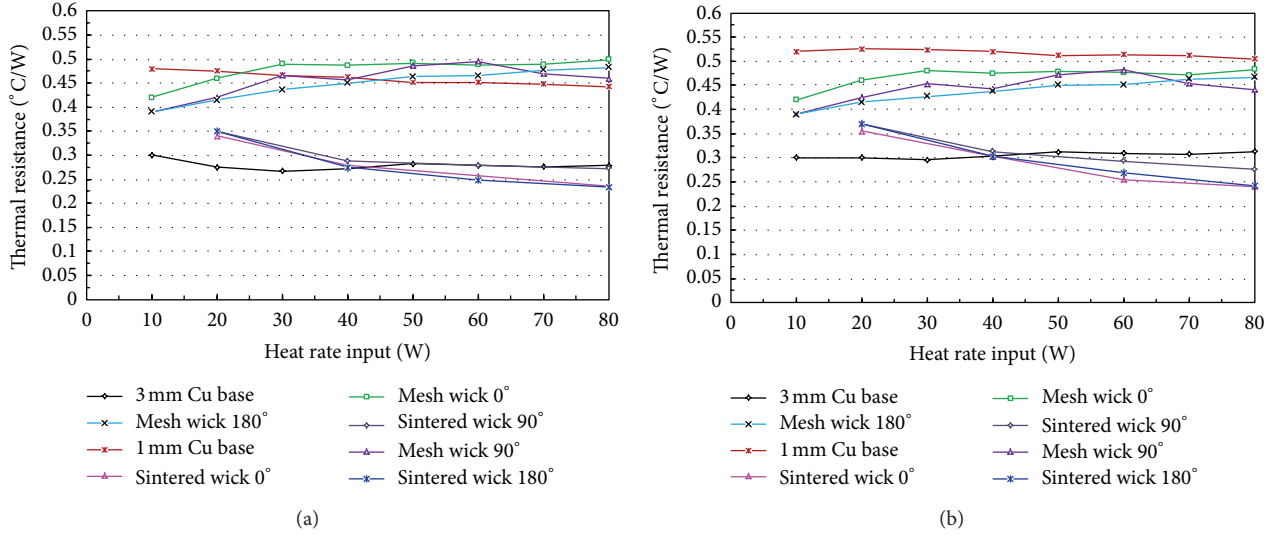 0.6
0.55
0.5
0.45
0.4
0.35
0.3
0.25
0.2
0.15
0.1
0.05
0
Thermal resistance (°C/W)
0 10 20 30 40 50 60 70 80
Heat rate input (W)
3 mm Cu base
Mesh wick 180°
1 mm Cu base
Sintered wick 0°
Mesh wick 0°
Sintered wick 90°
Mesh wick 90°
Sintered wick 180°
(a)
0.6
0.55
0.5
0.45
0.4
0.35
0.3
0.25
0.2
0.15
0.1
0.05
0
Thermal resistance (°C/W)
0 10 20 30 40 50 60 70 80
Heat rate input (W)
3 mm Cu base
Mesh wick 180°
1 mm Cu base
Sintered wick 0°
Mesh wick 0°
Sintered wick 90°
Mesh wick 90°
Sintered wick 180°
(b)